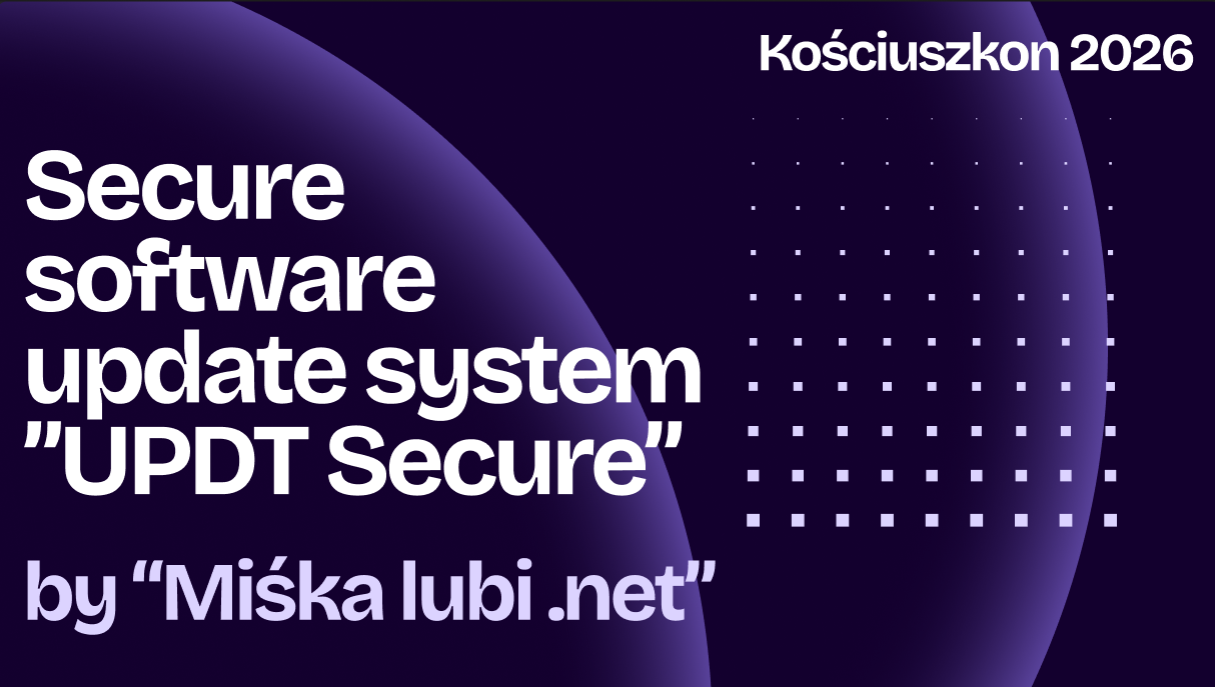 Kościuszkon 2026
Secure
software
update system
”UPDT Secure”
by “Miśka lubi .net”